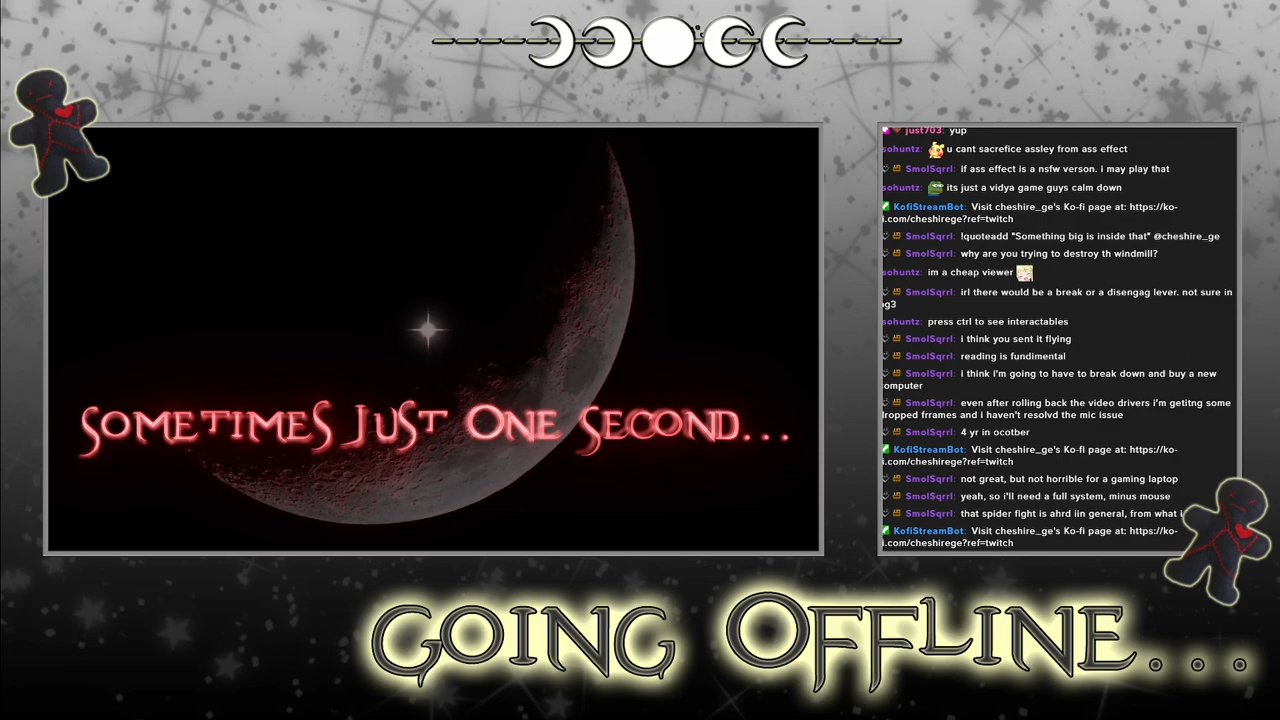 just703: yup
sohuntz: u cant sacrefice assley from ass effect
SmolSqrrl: if ass effect is a nsfw verson. i may play that
sohuntz: its just a vidya game guys calm down
KofiStreamBot: Visit cheshire_ge's Ko-fi page at: https://ko-
i.com/cheshirege?ref=twitch
SmolSqrrl: !quoteadd "Something big is inside that" @cheshire_ge
SmolSqrrl: why are you trying to destroy th windmill?
sohuntz: im a cheap viewer
SmolSqrrl: irl there would be a break or a disengag lever. not sure in
bg3
sohuntz: press ctrl to see interactables
SmolSqrrl: i think you sent it flying
SmolSqrrl: reading is fundimental
SmolSqrrl: i think i'm going to have to break down and buy a new
computer
SmolSqrrl: even after rolling back the video drivers i'm getitng some
dropped frrames and i haven't resolvd the mic issue
SmolSqrrl: 4 yr in ocotber
KofiStreamBot: Visit cheshire_ge's Ko-fi page at: https://ko-
i.com/cheshirege?ref=twitch
SmolSqrrl: not great, but not horrible for a gaming laptop
SmolSqrrl: yeah, so i'll need a full system, minus mouse
SmolSqrrl: that spider fight is ahrd iin general, from what i
KofiStreamBot: Visit cheshire_ge's Ko-fi page at: https://ko-
i.com/cheshirege?ref=twitch
Sometimes Just One Second...
Going Offline...